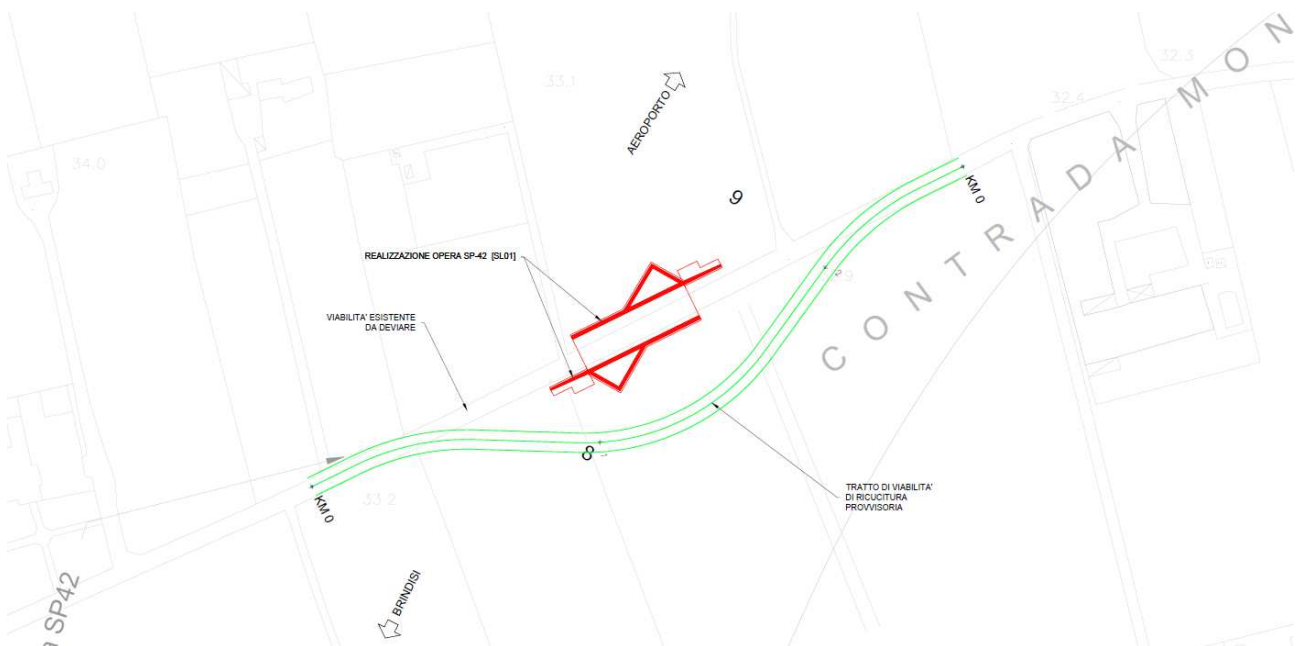 32.3
33.1
32.4
AEROPORTO
34.0
9
KM 0
CONTRADA MON
REALIZZAZIONE OPERA SP-42 [SL01]
VIABILITA' ESISTENTE
DA DEVIARE
8
TRATTO DI VIABILITA'
DI RICUCITURA
PROVVISORIA
33 2
KM 0
BRINDISI
SP42